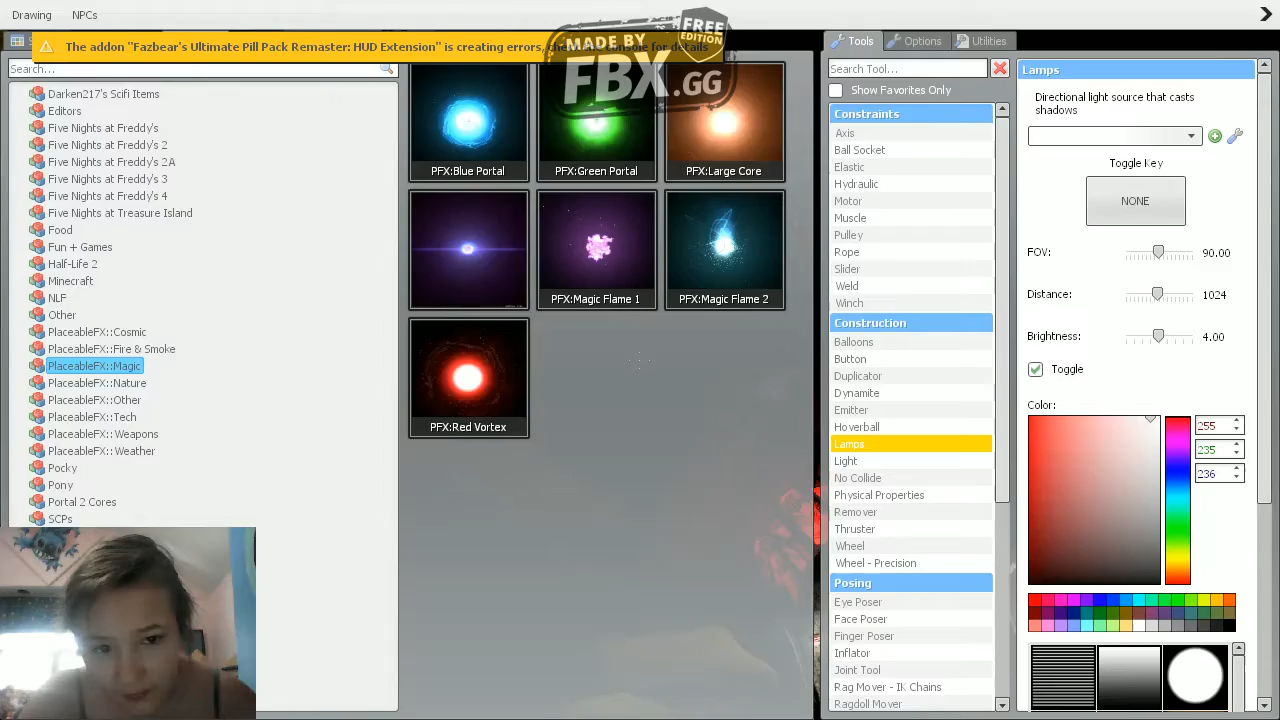 Drawing NPCs
The addon "Fazbear's Ultimate Pill Pack Remaster: HUD Extension" is creating errors,
MADE BY
FBX.GG
FREE
EDITION
Tools Options Utilities
Search...
Darken217's Scifi Items
Editors
Five Nights at Freddy's
Five Nights at Freddy's 2
Five Nights at Freddy's 2A
Five Nights at Freddy's 3
Five Nights at Freddy's 4
Five Nights at Treasure Island
Food
Fun + Games
Half-Life 2
Minecraft
NLF
Other
PlaceableFX::Cosmic
PlaceableFX::Fire & Smoke
PlaceableFX::Magic
PlaceableFX::Nature
PlaceableFX::Other
PlaceableFX::Tech
PlaceableFX::Weapons
PlaceableFX::Weather
Pocky
Pony
Portal 2 Cores
SCPs
PFX:Blue Portal
PFX:Green Portal
PFX:Large Core
PFX:Magic Flame 1
PFX:Magic Flame 2
PFX:Red Vortex
Search Tool...
Show Favorites Only
Constraints
Axis
Ball Socket
Elastic
Hydraulic
Motor
Muscle
Pulley
Rope
Slider
Weld
Winch
Construction
Balloons
Button
Duplicator
Dynamite
Emitter
Hoverball
Lamps
Light
No Collide
Physical Properties
Remover
Thruster
Wheel
Wheel - Precision
Posing
Eye Poser
Face Poser
Finger Poser
Inflator
Joint Tool
Rag Mover - IK Chains
Ragdoll Mover
Lamps
Directional light source that casts
shadows
Toggle Key
NONE
FOV: 90.00
Distance: 1024
Brightness: 4.00
Toggle
Color:
255
235
236